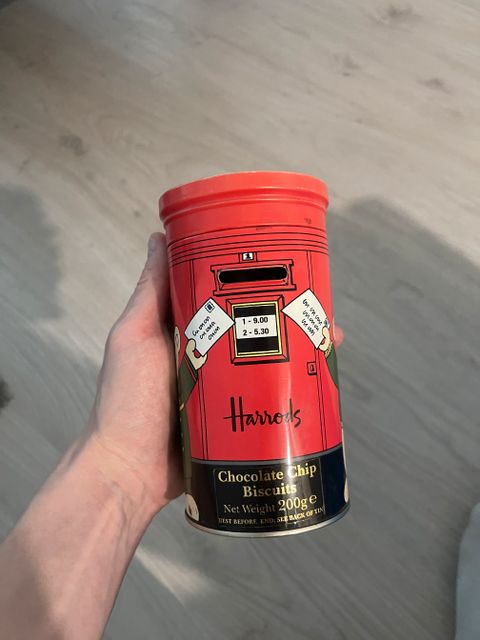 1
1 - 9.00
2 - 5.30
Harrods
Chocolate Chip
Biscuits
Net Weight 200g e
BEST BEFORE END: SEE BACK OF TIN